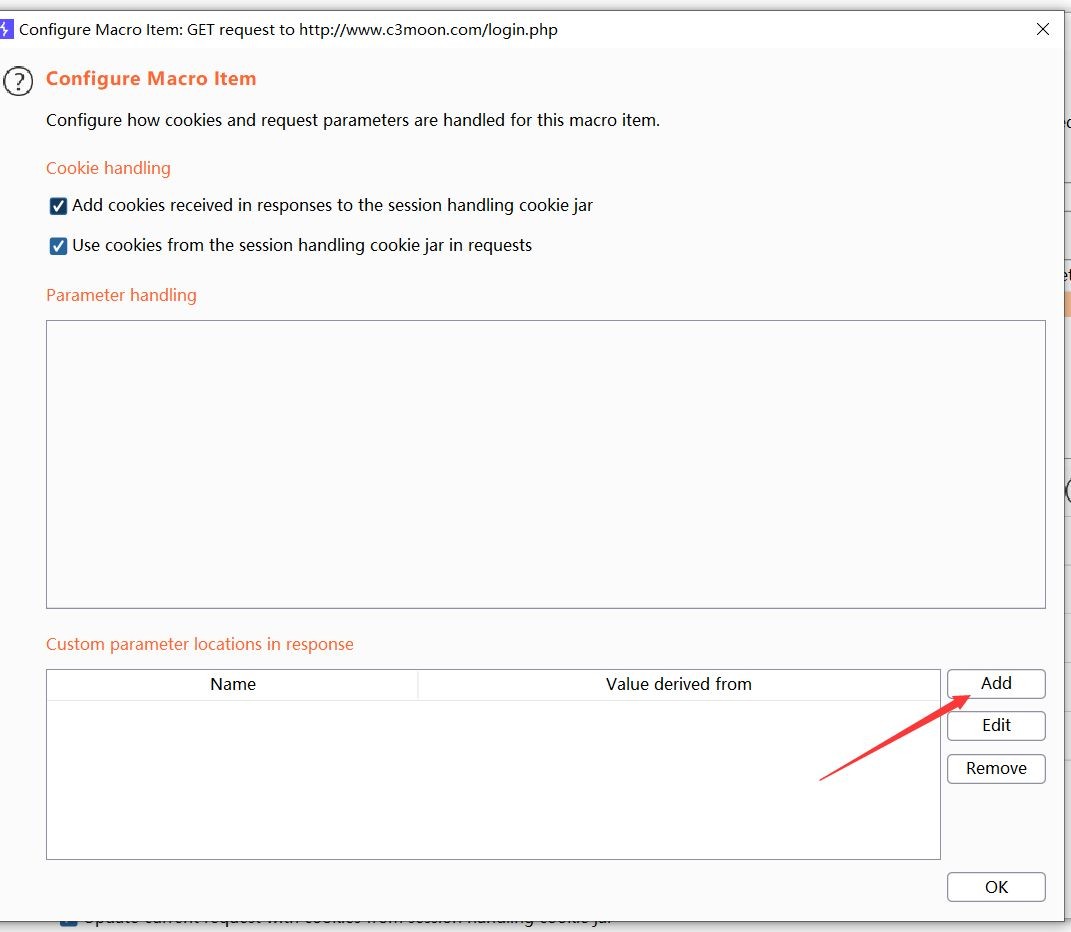 Configure Macro Item: GET request to http://www.c3moon.com/login.php
?
Configure Macro Item
Configure how cookies and request parameters are handled for this macro item.
Cookie handling
Add cookies received in responses to the session handling cookie jar
Use cookies from the session handling cookie jar in requests
Parameter handling
Custom parameter locations in response
Name Value derived from
Add
Edit
Remove
OK
Update current request with cookies from session handling cookie jar